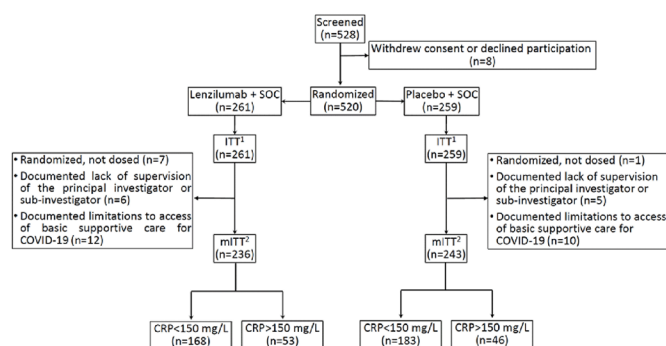 Screened
(n=528)
Withdrew consent or declined participation
(n=8)
Lenzilumab + SOC
(n=261)
Randomized
(n=520)
Placebo + SOC
(n=259)
ITT¹
(n=261)
ITT¹
(n=259)
• Randomized, not dosed (n=7)
• Documented lack of supervision
of the principal investigator or
sub-investigator (n=6)
• Documented limitations to access
of basic supportive care for
COVID-19 (n=12)
• Randomized, not dosed (n=1)
• Documented lack of supervision
of the principal investigator or
sub-investigator (n=5)
• Documented limitations to access
of basic supportive care for
COVID-19 (n=10)
mITT²
(n=236)
mITT²
(n=243)
CRP<150 mg/L
(n=168)
CRP>150 mg/L
(n=53)
CRP<150 mg/L
(n=183)
CRP>150 mg/L
(n=46)